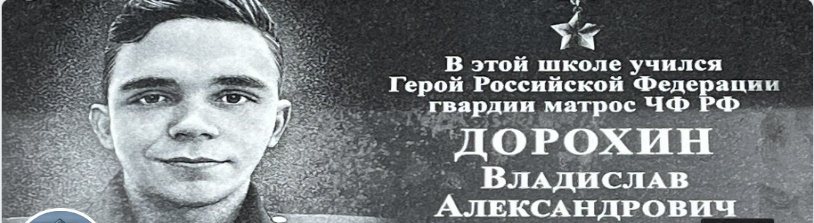 В этой школе учился
Герой Российской Федерации
гвардии матрос ЧФ РФ
ДОРОХИН
Владислав
Александрович